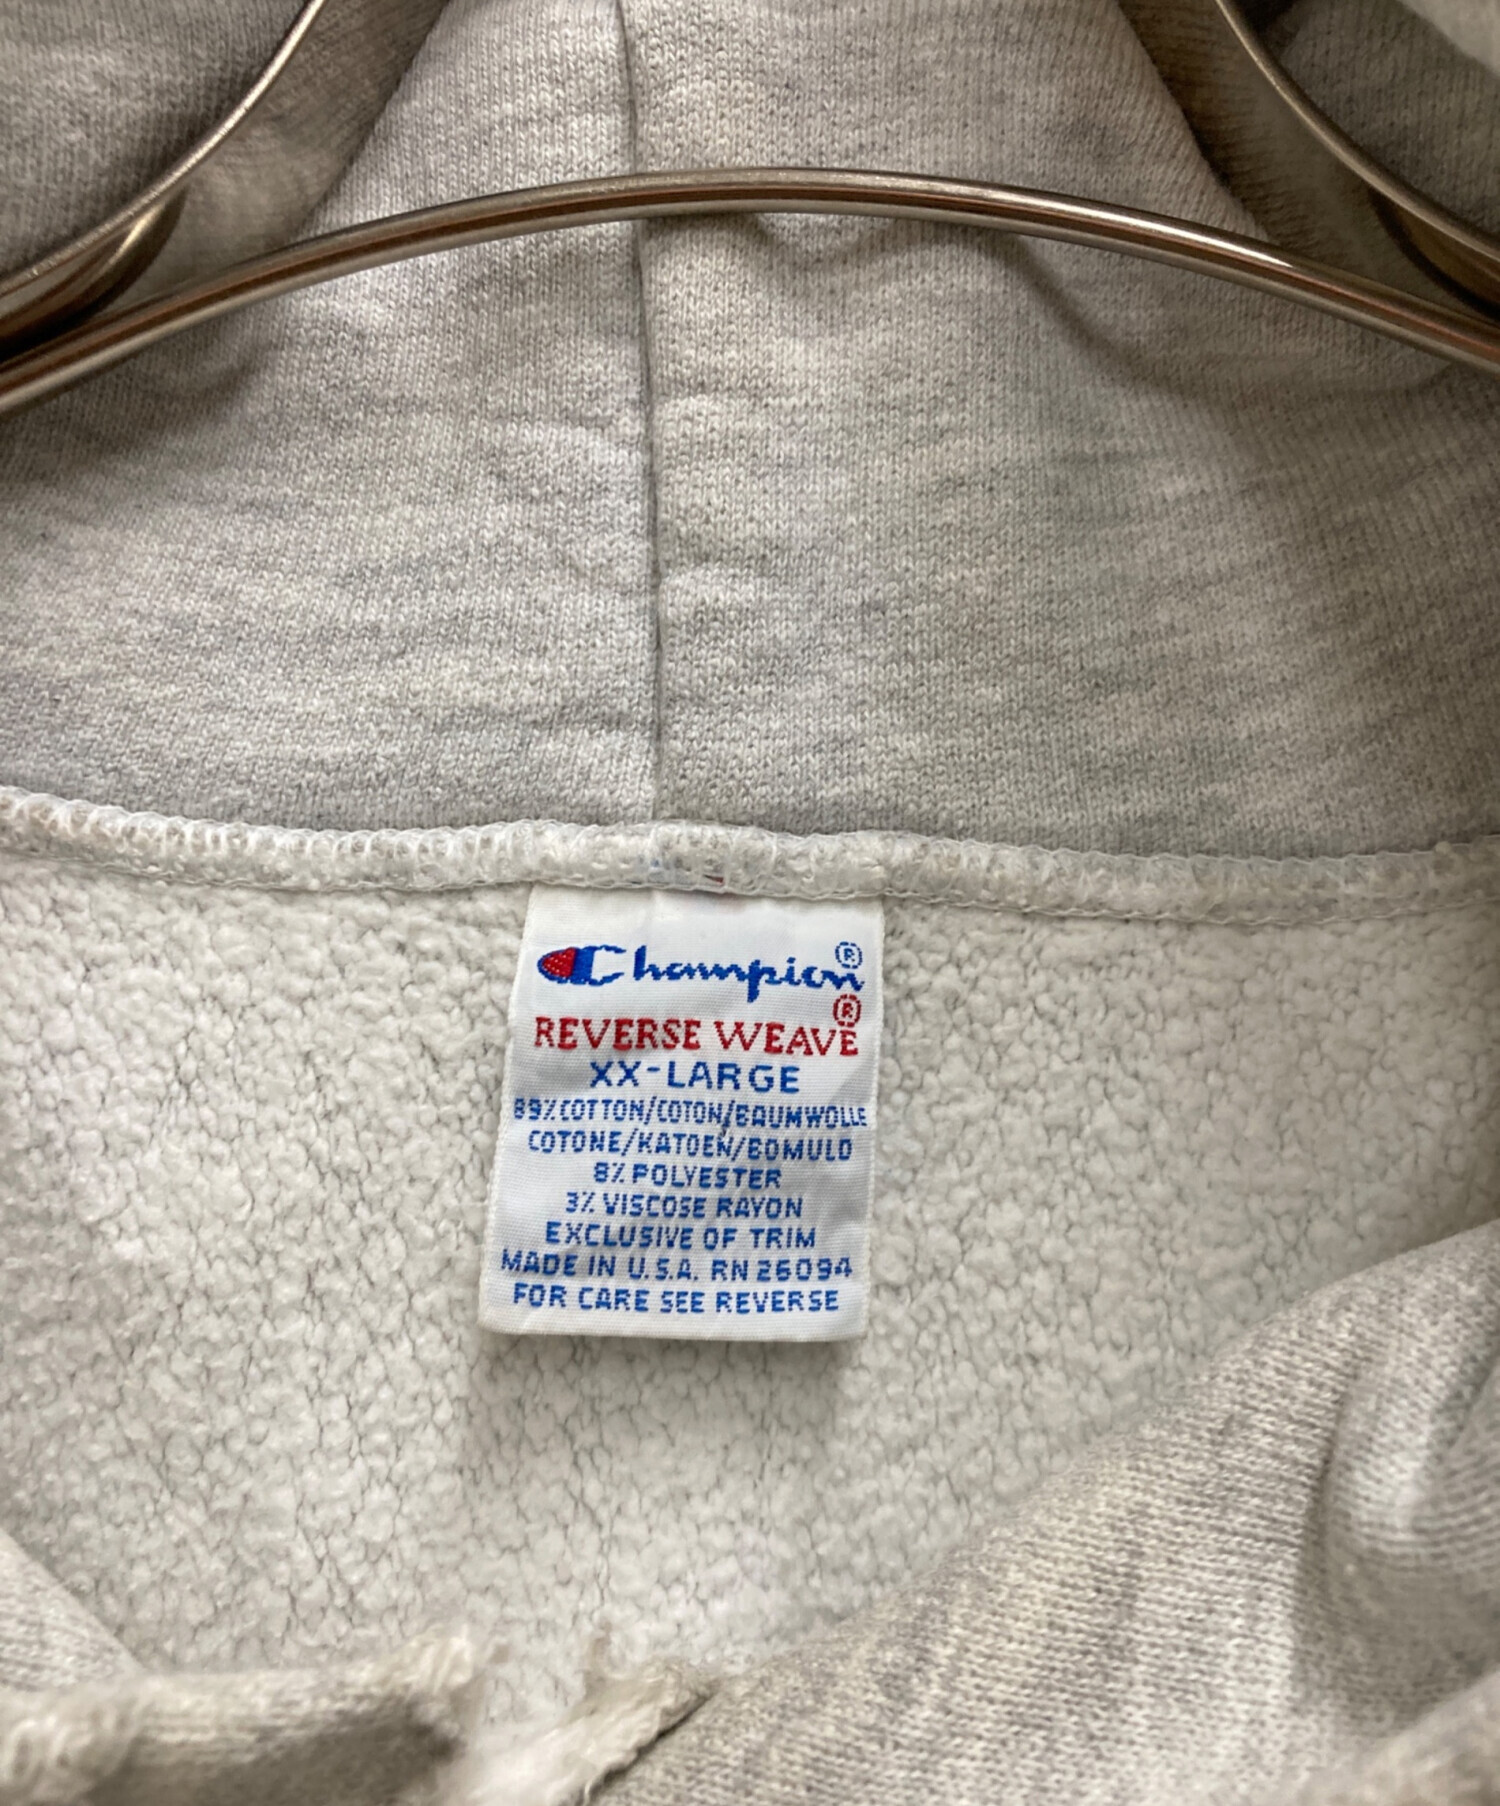 Champion®
REVERSE WEAVE®
XX-LARGE
89% COTTON/COTON/BAUMWOLLE
COTONE/KATOEN/BOMULD
8% POLYESTER
3% VISCOSE RAYON
EXCLUSIVE OF TRIM
MADE IN U.S.A. RN 26094
FOR CARE SEE REVERSE